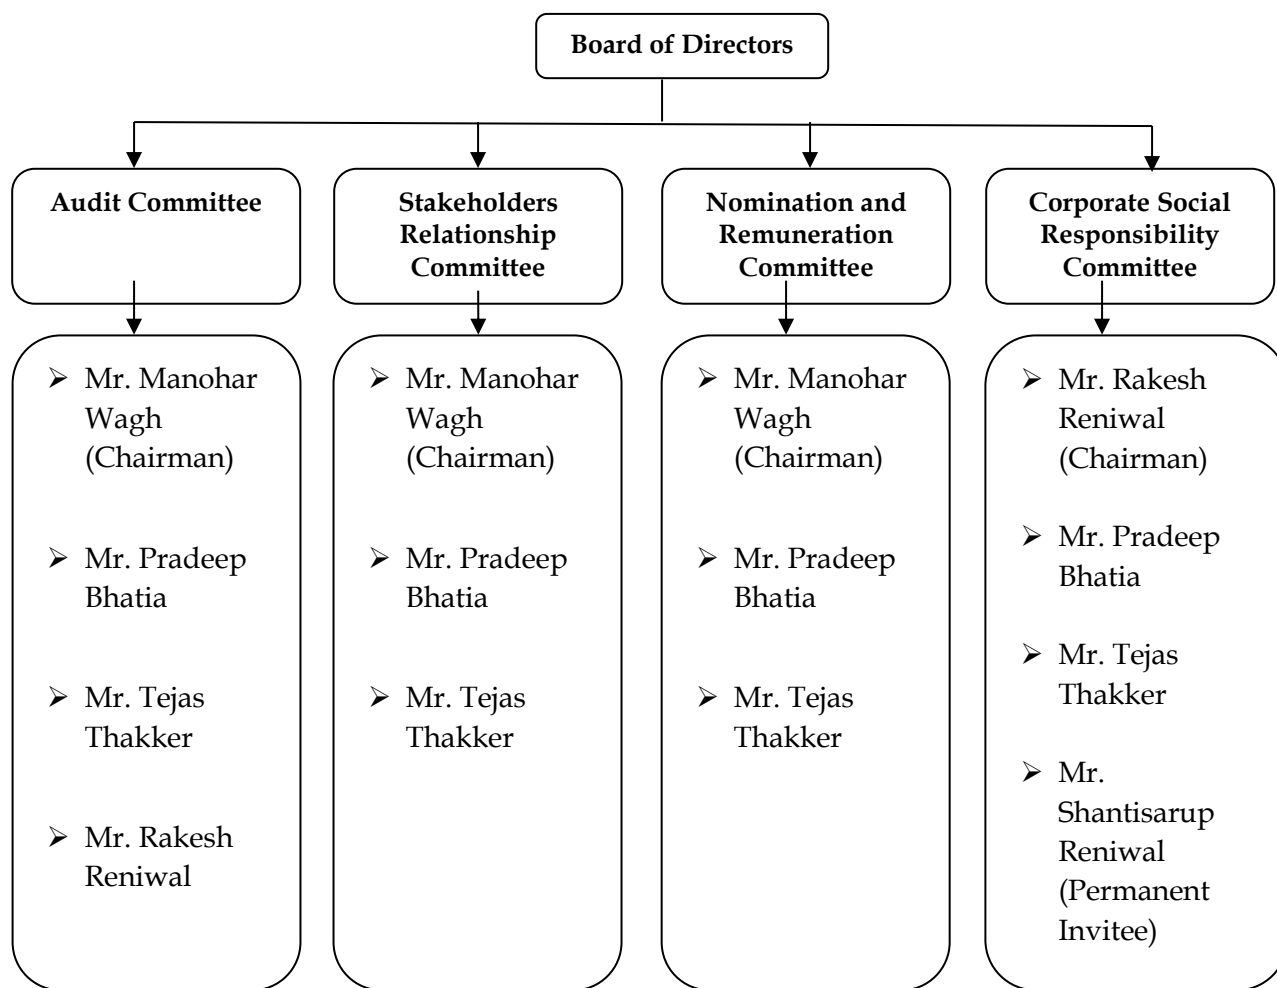 Board of Directors
Audit Committee
Stakeholders
Relationship
Committee
Nomination and
Remuneration
Committee
Corporate Social
Responsibility
Committee
➢ Mr. Manohar
Wagh
(Chairman)
➢ Mr. Pradeep
Bhatia
➢ Mr. Tejas
Thakker
➢ Mr. Rakesh
Reniwal
➢ Mr. Manohar
Wagh
(Chairman)
➢ Mr. Pradeep
Bhatia
➢ Mr. Tejas
Thakker
➢ Mr. Manohar
Wagh
(Chairman)
➢ Mr. Pradeep
Bhatia
➢ Mr. Tejas
Thakker
➢ Mr. Rakesh
Reniwal
(Chairman)
➢ Mr. Pradeep
Bhatia
➢ Mr. Tejas
Thakker
➢ Mr.
Shantisarup
Reniwal
(Permanent
Invitee)